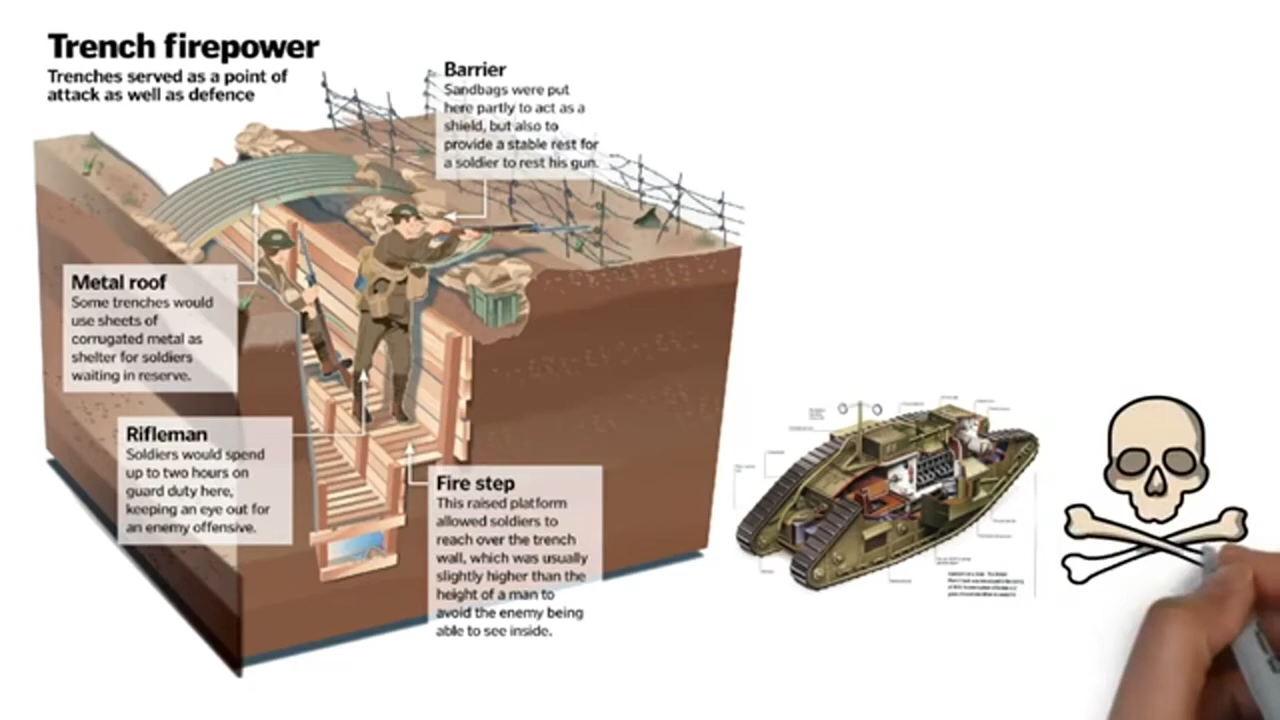 Trench firepower
Trenches served as a point of
attack as well as defence
Barrier
Sandbags were put
here partly to act as a
shield, but also to
provide a stable rest for
a soldier to rest his gun.
Metal roof
Some trenches would
use sheets of
corrugated metal as
shelter for soldiers
waiting in reserve.
Rifleman
Soldiers would spend
up to two hours on
guard duty here,
keeping an eye out for
an enemy offensive.
Fire step
This raised platform
allowed soldiers to
reach over the trench
wall, which was usually
slightly higher than the
height of a man to
avoid the enemy being
able to see inside.